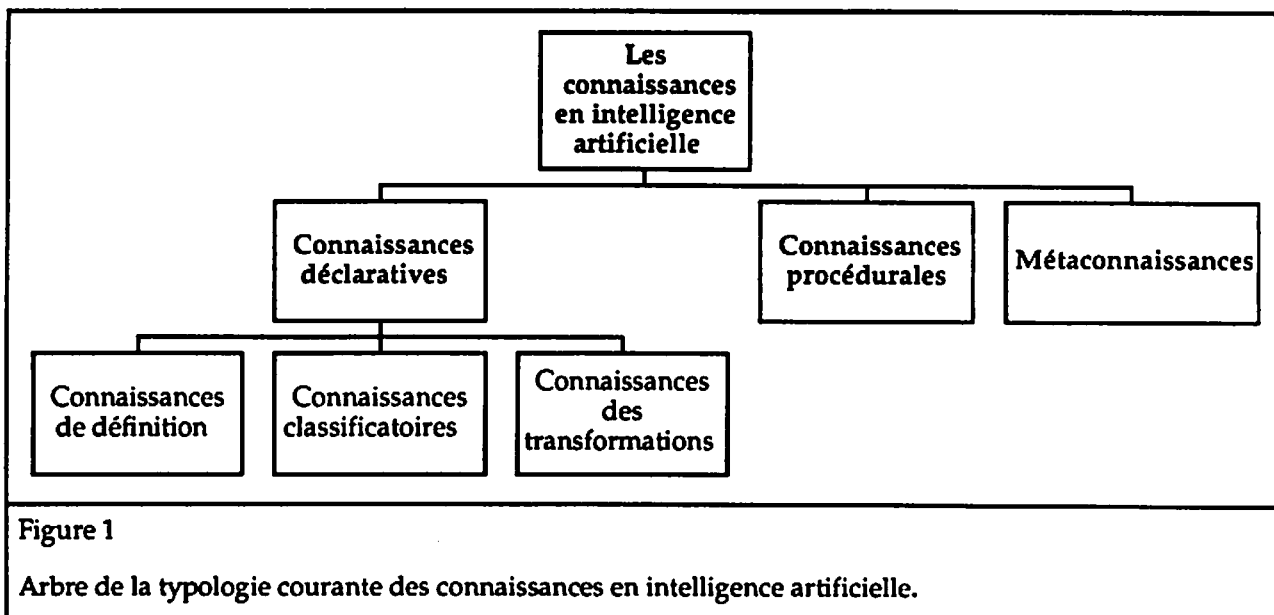 Les
connaissances
en intelligence
artificielle
Connaissances
déclaratives
Connaissances
procédurales
Métaconnaissances
Connaissances
de définition
Connaissances
classificatoires
Connaissances
des
transformations
Figure 1
Arbre de la typologie courante des connaissances en intelligence artificielle.